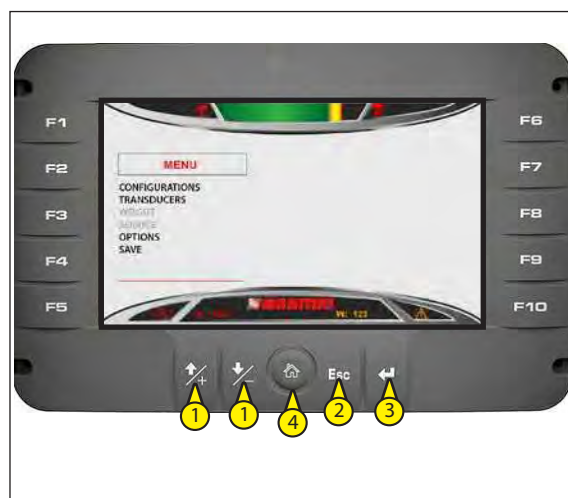 F1
F6
F2
MENU
F7
CONFIGURATIONS
TRANSDUCERS
WEIGHT
F3
F8
OPTIONS
SAVE
F4
F9
F5
F10
+
-
Esc
1
1
4
2
3